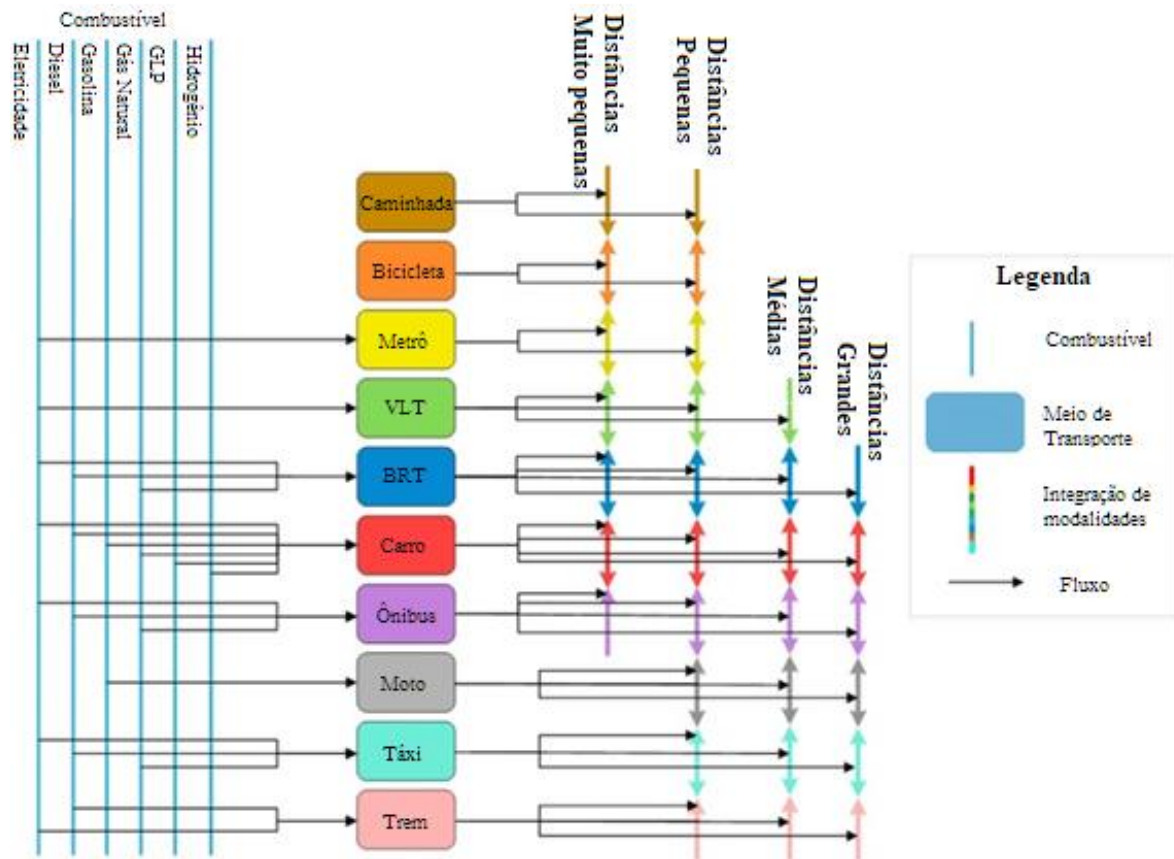 Combustível
Eletricidade
Diesel
Gasolina
Gás Natural
GLP
Hidrogênio
Distâncias
Muito pequenas
Distâncias
Pequenas
Distâncias
Médias
Distâncias
Grandes
Caminhada
Bicicleta
Metrô
VLT
BRT
Carro
Ônibus
Moto
Táxi
Trem
Legenda
Combustível
Meio de
Transporte
Integração de
modalidades
Fluxo